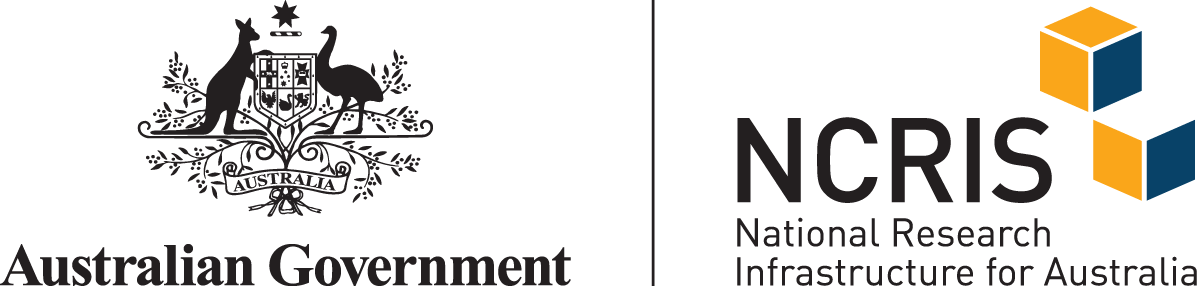 AUSTRALIA
Australian Government
NCRIS
National Research
Infrastructure for Australia